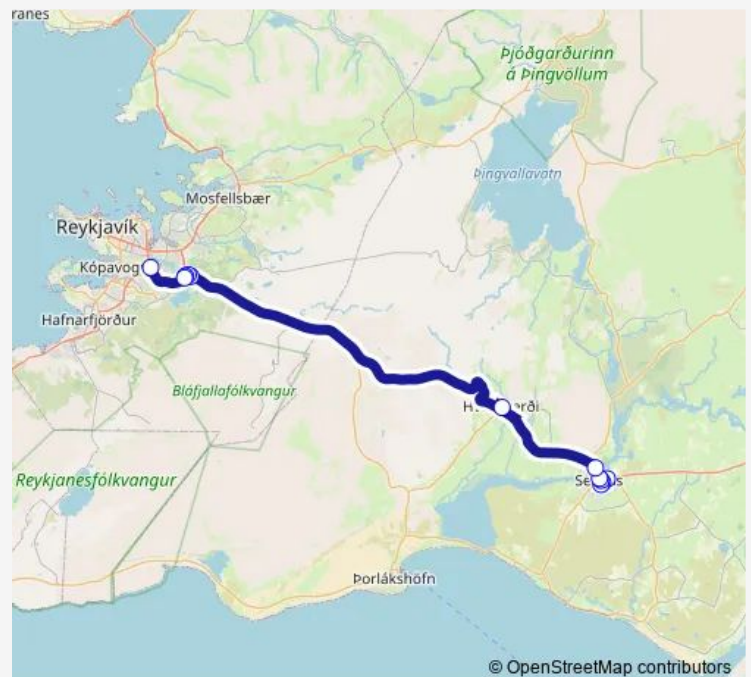 ranes
Þjóðgarðurinn
á Þingvöllum
Þingvallavatn
Mosfellsbær
Reykjavík
Kópavog
Hafnarfjörður
Bláfjallafólkvangur
Reykjanesfólkvangur
Þorlákshöfn
© OpenStreetMap contributors